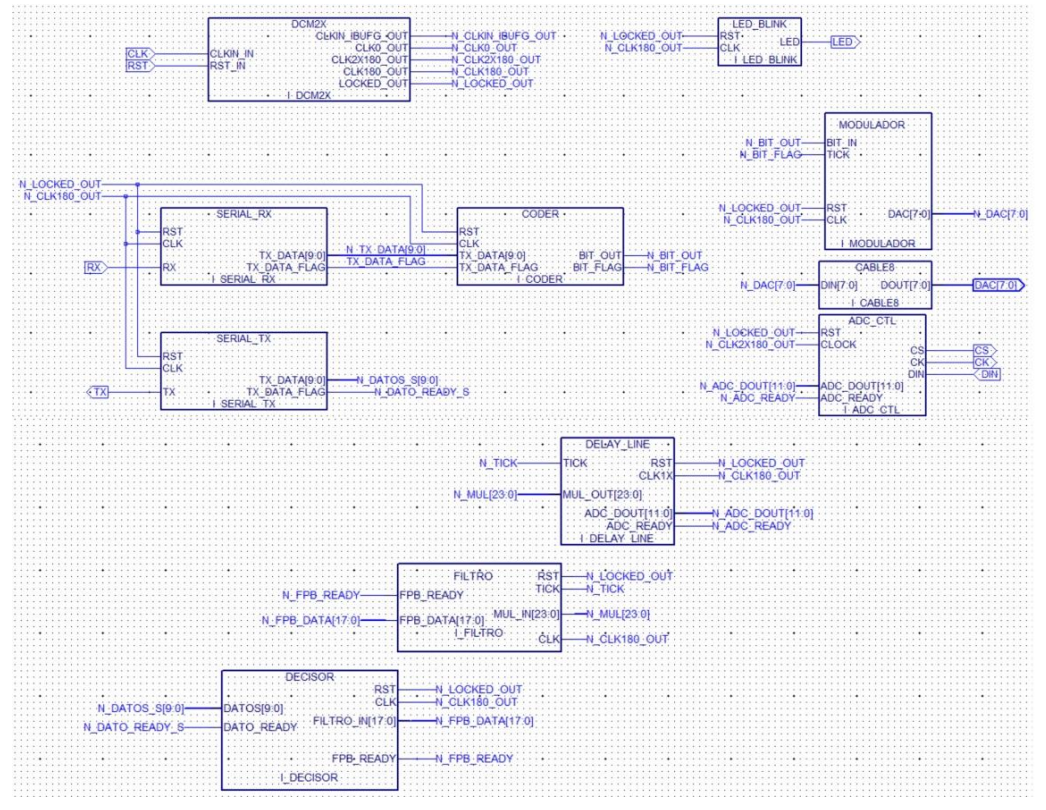 DCM2X
CLKIN_IBUFG_OUT N_CLKIN_IBUFG_OUT
CLK CLKIN_IN CLK0_OUT N_CLK0_OUT
RST RST_IN CLK2X180_OUT N_CLK2X180_OUT
CLK180_OUT N_CLK180_OUT
LOCKED_OUT N_LOCKED_OUT
I_DCM2X
LED_BLINK
N_LOCKED_OUT RST
N_CLK180_OUT CLK LED LED
I_LED_BLINK
MODULADOR
N_BIT_OUT BIT_IN
N_BIT_FLAG TICK
N_LOCKED_OUT RST
N_CLK180_OUT CLK DAC[7:0] N_DAC[7:0]
I_MODULADOR
N_LOCKED_OUT
N_CLK180_OUT
SERIAL_RX
RST
CLK
TX_DATA[9:0] N_TX_DATA[9:0]
RX RX TX_DATA_FLAG TX_DATA_FLAG
I_SERIAL_RX
CODER
RST
CLK
TX_DATA[9:0] BIT_OUT N_BIT_OUT
TX_DATA_FLAG BIT_FLAG N_BIT_FLAG
I_CODER
CABLE8
N_DAC[7:0] DIN[7:0] DOUT[7:0] DAC[7:0]
I_CABLE8
SERIAL_TX
RST
CLK
TX_DATA[9:0] N_DATOS_S[9:0]
TX TX TX_DATA_FLAG N_DATO_READY_S
I_SERIAL_TX
ADC_CTL
N_LOCKED_OUT RST
N_CLK2X180_OUT CLOCK
CS CS
CK CK
DIN DIN
N_ADC_DOUT[11:0] ADC_DOUT[11:0]
N_ADC_READY ADC_READY
I_ADC_CTL
DELAY_LINE
N_TICK TICK RST N_LOCKED_OUT
CLK1X N_CLK180_OUT
N_MUL[23:0] MUL_OUT[23:0]
ADC_DOUT[11:0] N_ADC_DOUT[11:0]
ADC_READY N_ADC_READY
I_DELAY_LINE
FILTRO RST N_LOCKED_OUT
TICK N_TICK
N_FPB_READY FPB_READY
MUL_IN[23:0] N_MUL[23:0]
N_FPB_DATA[17:0] FPB_DATA[17:0]
I_FILTRO
CLK N_CLK180_OUT
DECISOR
RST N_LOCKED_OUT
CLK N_CLK180_OUT
N_DATOS_S[9:0] DATOS[9:0]
FILTRO_IN[17:0] N_FPB_DATA[17:0]
N_DATO_READY_S DATO_READY
FPB_READY N_FPB_READY
I_DECISOR